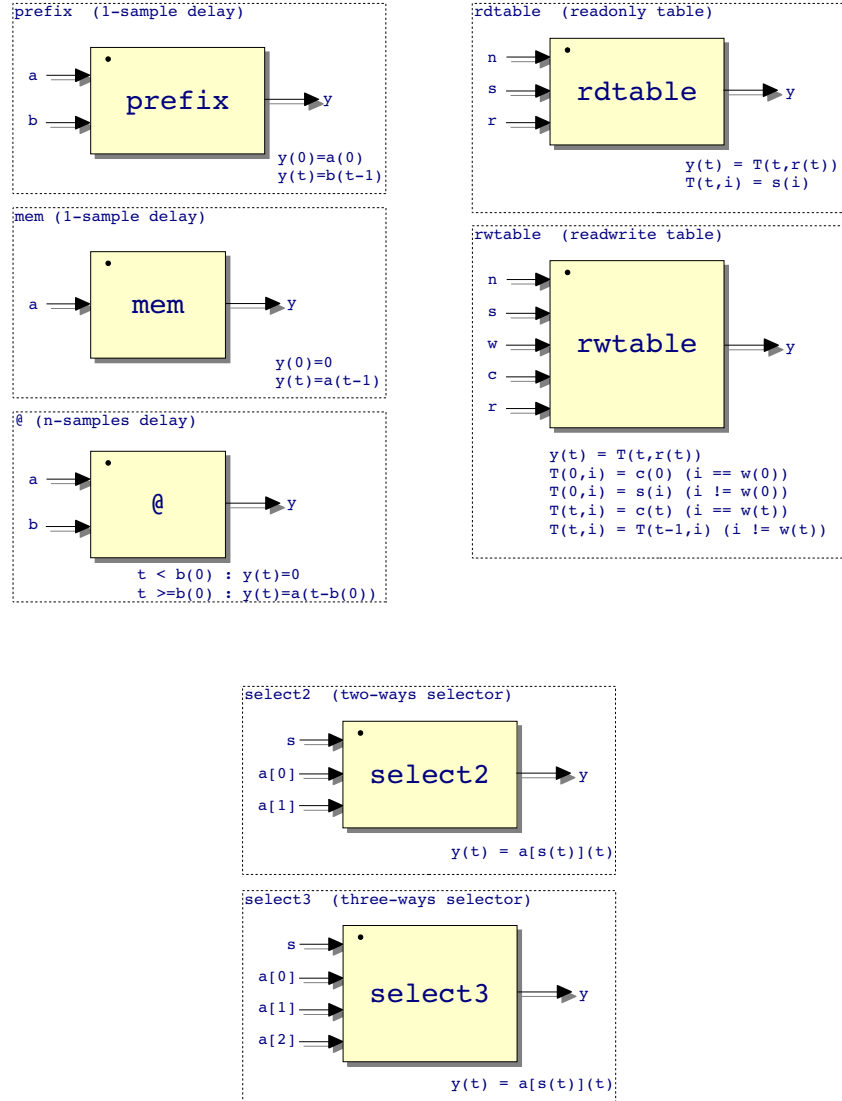 prefix  (1-sample delay)
a
b
prefix
y
y(0)=a(0)
y(t)=b(t-1)
mem (1-sample delay)
a
mem
y
y(0)=0
y(t)=a(t-1)
@ (n-samples delay)
a
b
@
y
t < b(0) : y(t)=0
t >=b(0) : y(t)=a(t-b(0))
rdtable  (readonly table)
n
s
r
rdtable
y
y(t) = T(t,r(t))
T(t,i) = s(i)
rwtable  (readwrite table)
n
s
w
c
r
rwtable
y
y(t) = T(t,r(t))
T(0,i) = c(0) (i == w(0))
T(0,i) = s(i) (i != w(0))
T(t,i) = c(t) (i == w(t))
T(t,i) = T(t-1,i) (i != w(t))
select2  (two-ways selector)
s
a[0]
a[1]
select2
y
y(t) = a[s(t)](t)
select3  (three-ways selector)
s
a[0]
a[1]
a[2]
select3
y
y(t) = a[s(t)](t)